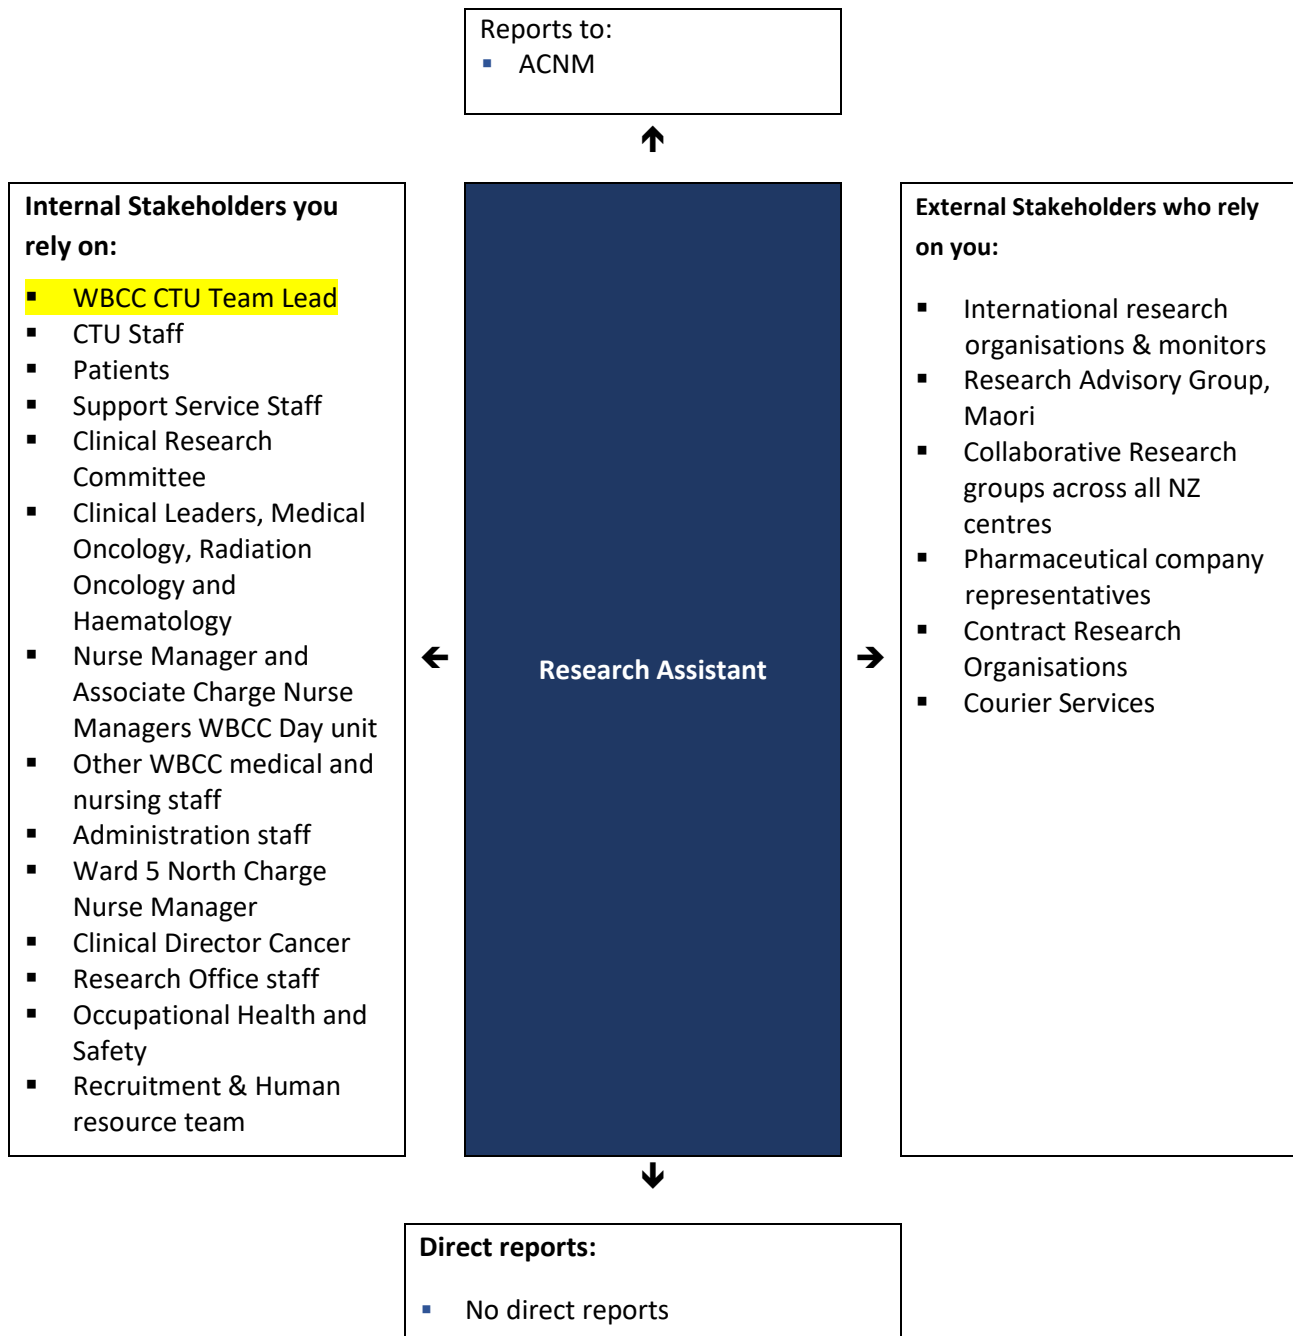 Reports to:
▪ ACNM
Internal Stakeholders you
rely on:
▪ WBCC CTU Team Lead
▪ CTU Staff
▪ Patients
▪ Support Service Staff
▪ Clinical Research
Committee
▪ Clinical Leaders, Medical
Oncology, Radiation
Oncology and
Haematology
▪ Nurse Manager and
Associate Charge Nurse
Managers WBCC Day unit
▪ Other WBCC medical and
nursing staff
▪ Administration staff
▪ Ward 5 North Charge
Nurse Manager
▪ Clinical Director Cancer
▪ Research Office staff
▪ Occupational Health and
Safety
▪ Recruitment & Human
resource team
Research Assistant
External Stakeholders who rely
on you:
▪ International research
organisations & monitors
▪ Research Advisory Group,
Maori
▪ Collaborative Research
groups across all NZ
centres
▪ Pharmaceutical company
representatives
▪ Contract Research
Organisations
▪ Courier Services
Direct reports:
▪ No direct reports